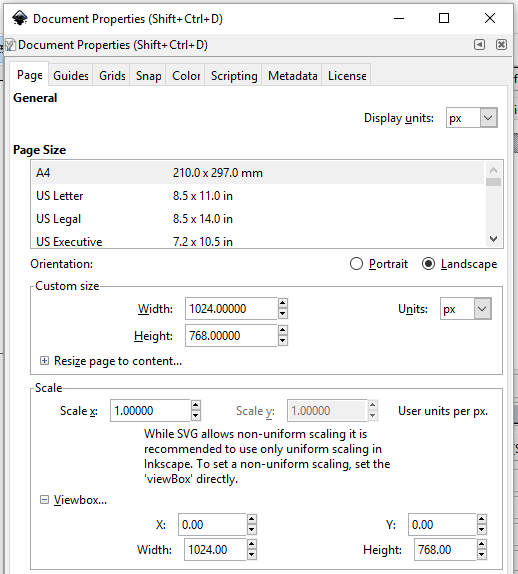 Document Properties (Shift+Ctrl+D)
Document Properties (Shift+Ctrl+D)
Page Guides Grids Snap Color Scripting Metadata License
General
Display units: px
Page Size
A4 210.0 x 297.0 mm
US Letter 8.5 x 11.0 in
US Legal 8.5 x 14.0 in
US Executive 7.2 x 10.5 in
Orientation: Portrait Landscape
Custom size
Width: 1024.00000 Units: px
Height: 768.00000
Resize page to content...
Scale
Scale x: 1.00000 Scale y: 1.00000 User units per px.
While SVG allows non-uniform scaling it is
recommended to use only uniform scaling in
Inkscape. To set a non-uniform scaling, set the
'viewBox' directly.
Viewbox...
X: 0.00 Y: 0.00
Width: 1024.00 Height: 768.00